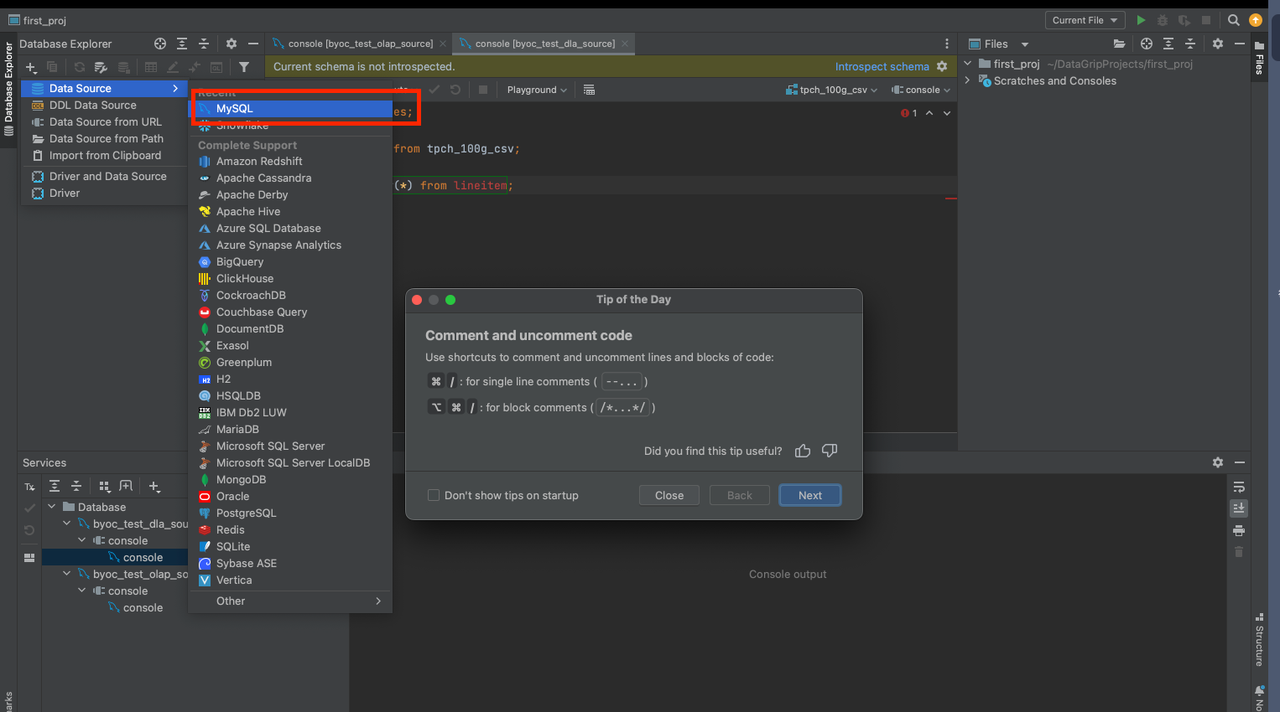 first_proj
Current File
Database Explorer
console [byoc_test_olap_source]
console [byoc_test_dla_source]
Files
Database Explorer
Files
Current schema is not introspected.
Introspect schema
first_proj ~/DataGripProjects/first_proj
Scratches and Consoles
Playground
tpch_100g_csv
console
es;
1
from tpch_100g_csv;
(*) from lineitem;
Data Source
DDL Data Source
Data Source from URL
Data Source from Path
Import from Clipboard
Driver and Data Source
Driver
Recent
MySQL
Snowflake
Complete Support
Amazon Redshift
Apache Cassandra
Apache Derby
Apache Hive
Azure SQL Database
Azure Synapse Analytics
BigQuery
ClickHouse
CockroachDB
Couchbase Query
DocumentDB
Exasol
Greenplum
H2
HSQLDB
IBM Db2 LUW
MariaDB
Microsoft SQL Server
Microsoft SQL Server LocalDB
MongoDB
Oracle
PostgreSQL
Redis
SQLite
Sybase ASE
Vertica
Other
Tip of the Day
Comment and uncomment code
Use shortcuts to comment and uncomment lines and blocks of code:
⌘ / : for single line comments ( --... )
⌥ ⌘ / : for block comments ( /*...*/ )
Did you find this tip useful?
Don't show tips on startup
Close
Back
Next
Services
Tx
Database
byoc_test_dla_sou
console
console
byoc_test_olap_so
console
console
Console output
Structure